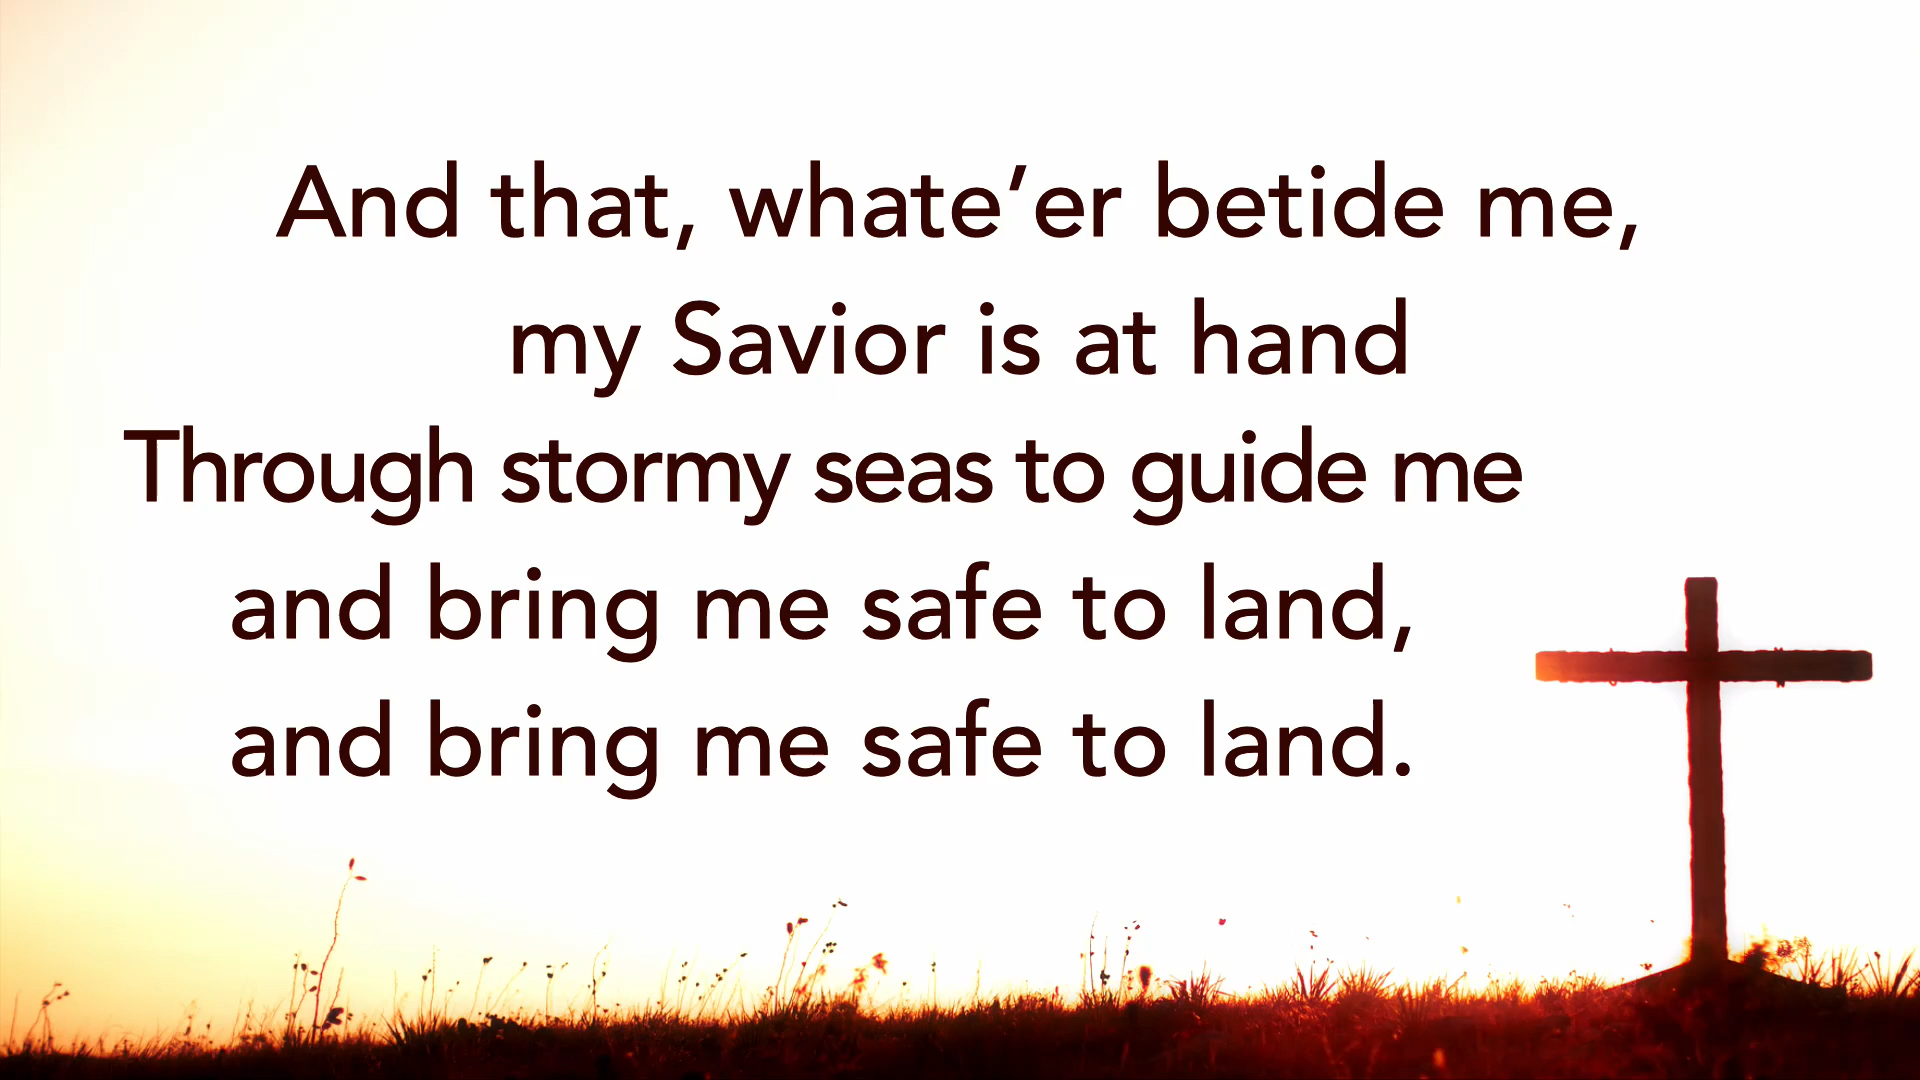 And that, whate’er betide me,
my Savior is at hand
Through stormy seas to guide me
and bring me safe to land,
and bring me safe to land.